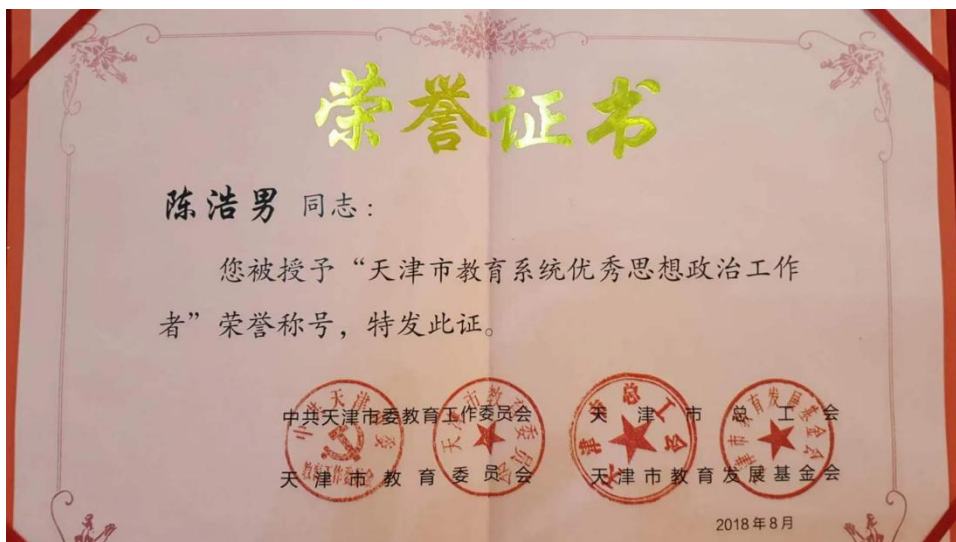 荣誉证书
陈浩男 同志：
您被授予“天津市教育系统优秀思想政治工作
者”荣誉称号，特发此证。
中共天津市委教育工作委员会 天津市总工会
天津市教育委员会 天津市教育发展基金会
2018年8月